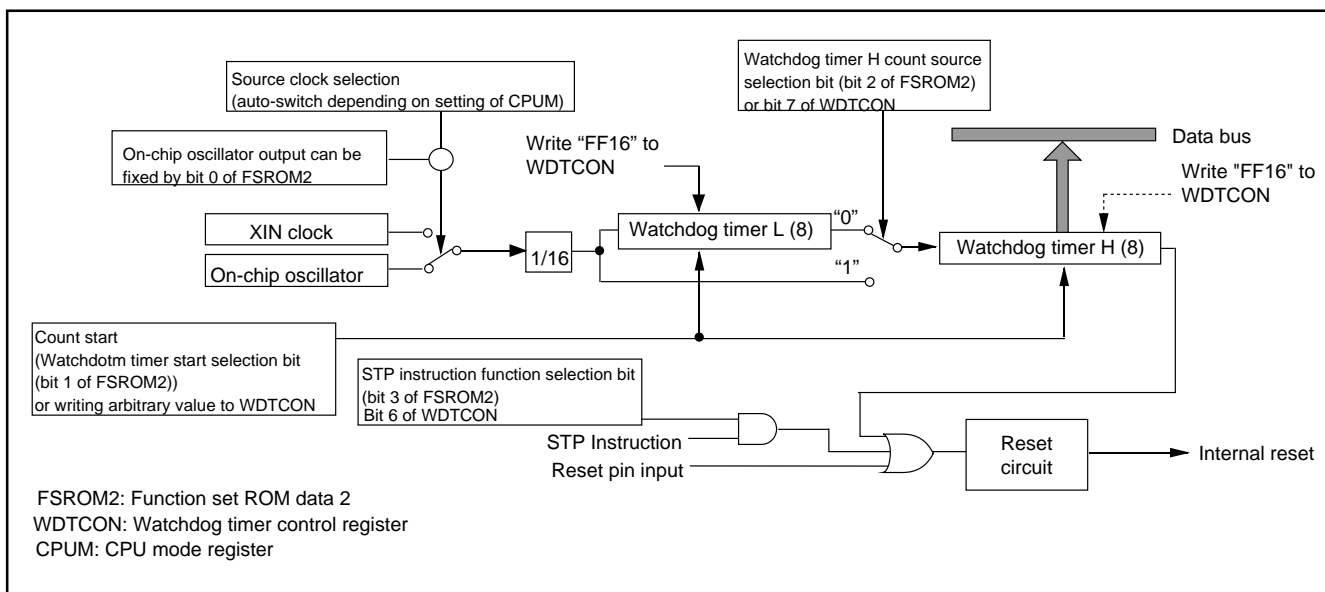 Source clock selection
(auto-switch depending on setting of CPUM)
Watchdog timer H count source
selection bit (bit 2 of FSROM2)
or bit 7 of WDTCON
On-chip oscillator output can be
fixed by bit 0 of FSROM2
Write “FF16” to
WDTCON
Data bus
Write "FF16" to
WDTCON
XIN clock
On-chip oscillator
1/16
Watchdog timer L (8)
“0”
“1”
Watchdog timer H (8)
Count start
(Watchdotm timer start selection bit
(bit 1 of FSROM2))
or writing arbitrary value to WDTCON
STP instruction function selection bit
(bit 3 of FSROM2)
Bit 6 of WDTCON
STP Instruction
Reset pin input
Reset
circuit
Internal reset
FSROM2: Function set ROM data 2
WDTCON: Watchdog timer control register
CPUM: CPU mode register